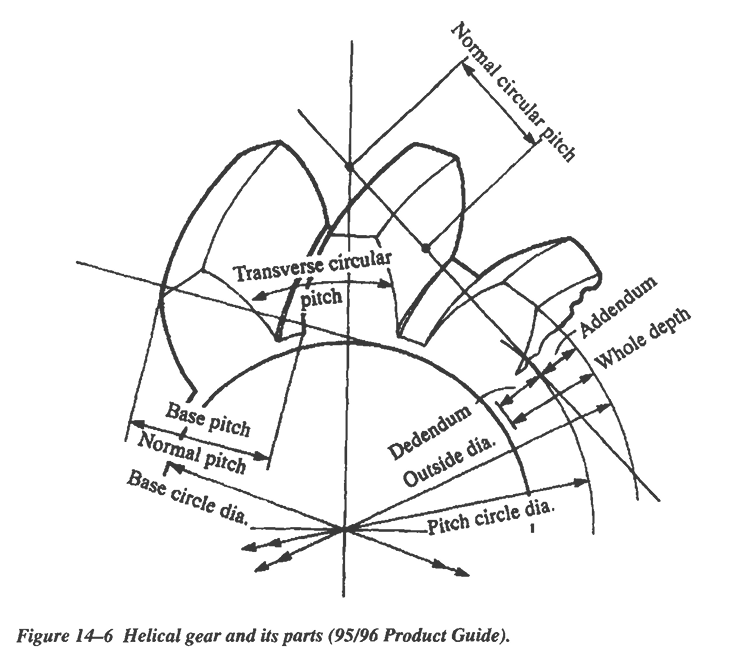 Normal circular pitch
Transverse circular
pitch
Addendum
Whole depth
Base pitch
Normal pitch
Base circle dia.
Dedendum
Outside dia.
Pitch circle dia.
Figure 14–6 Helical gear and its parts (95/96 Product Guide).